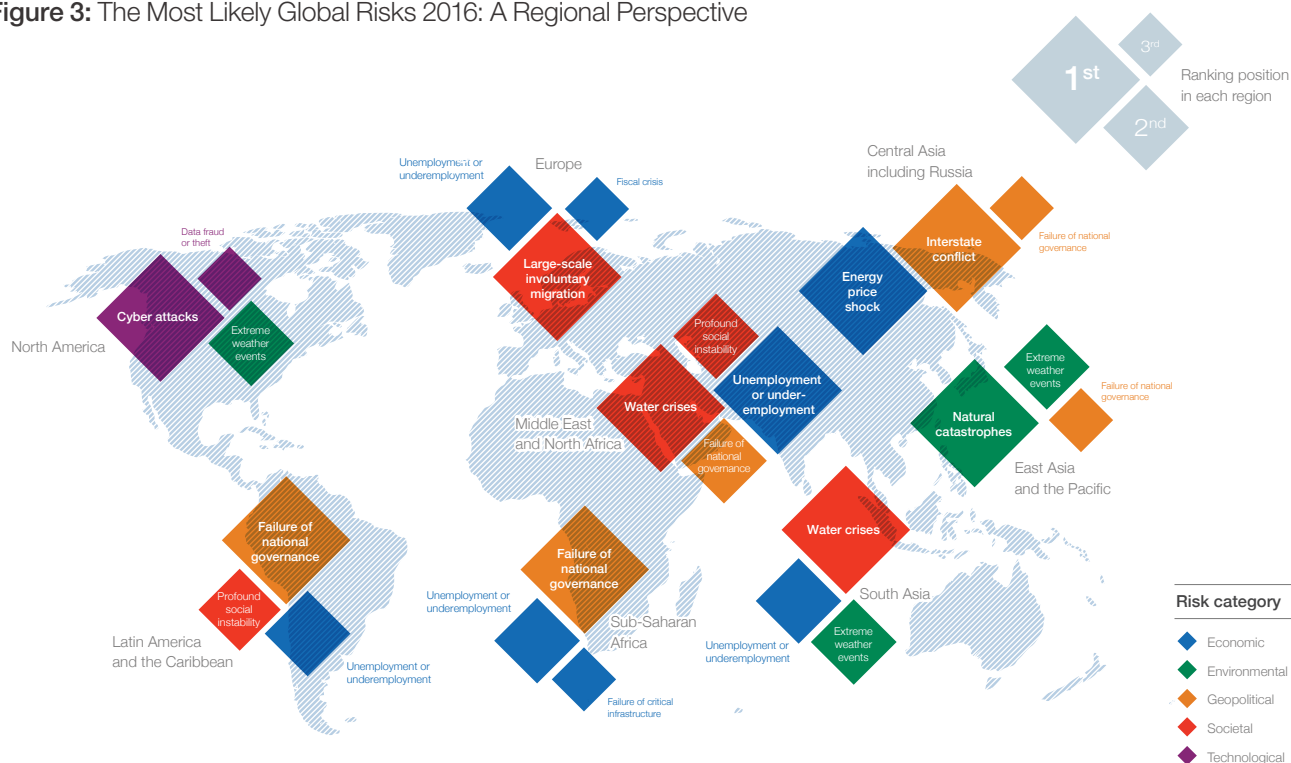 Figure 3: The Most Likely Global Risks 2016: A Regional Perspective
1st
3rd
2nd
Ranking position
in each region
Unemployment or
underemployment
Europe
Fiscal crisis
Large-scale
involuntary
migration
Central Asia
including Russia
Interstate
conflict
Failure of national
governance
Energy
price
shock
Data fraud
or theft
Cyber attacks
Extreme
weather
events
North America
Profound
social
instability
Unemployment
or under-
employment
Water crises
Middle East
and North Africa
Failure of
national
governance
Extreme
weather
events
Failure of national
governance
Natural
catastrophes
East Asia
and the Pacific
Failure of
national
governance
Profound
social
instability
Latin America
and the Caribbean
Unemployment or
underemployment
Failure of
national
governance
Unemployment or
underemployment
Sub-Saharan
Africa
Failure of critical
infrastructure
Water crises
South Asia
Unemployment or
underemployment
Extreme
weather
events
Risk category
Economic
Environmental
Geopolitical
Societal
Technological